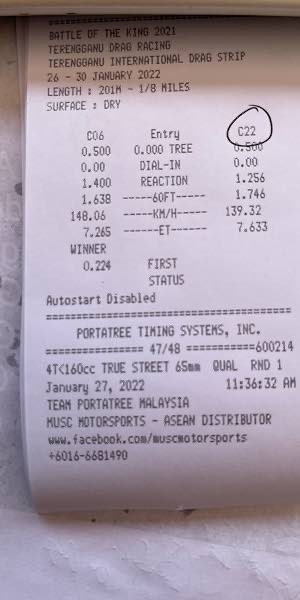 BATTLE OF THE KING 2021
TERENGGANU DRAG RACING
TERENGGANU INTERNATIONAL DRAG STRIP
26 - 30 JANUARY 2022
LENGTH : 201M - 1/8 MILES
SURFACE : DRY
C06 Entry C22
0.500 0.000 TREE 0.500
0.00 DIAL-IN 0.00
1.400 REACTION 1.256
1.638 -----60FT----- 1.746
148.06 -----KM/H----- 139.32
7.265 ------ET------ 7.633
WINNER
0.224 FIRST
STATUS
Autostart Disabled
========================================
PORTATREE TIMING SYSTEMS, INC.
================ 47/48 ===========600214
4T<160cc TRUE STREET 65mm QUAL RND 1
January 27, 2022 11:36:32 AM
TEAM PORTATREE MALAYSIA
MUSC MOTORSPORTS - ASEAN DISTRIBUTOR
www.facebook.com/muscmotorsports
+6016-6681490